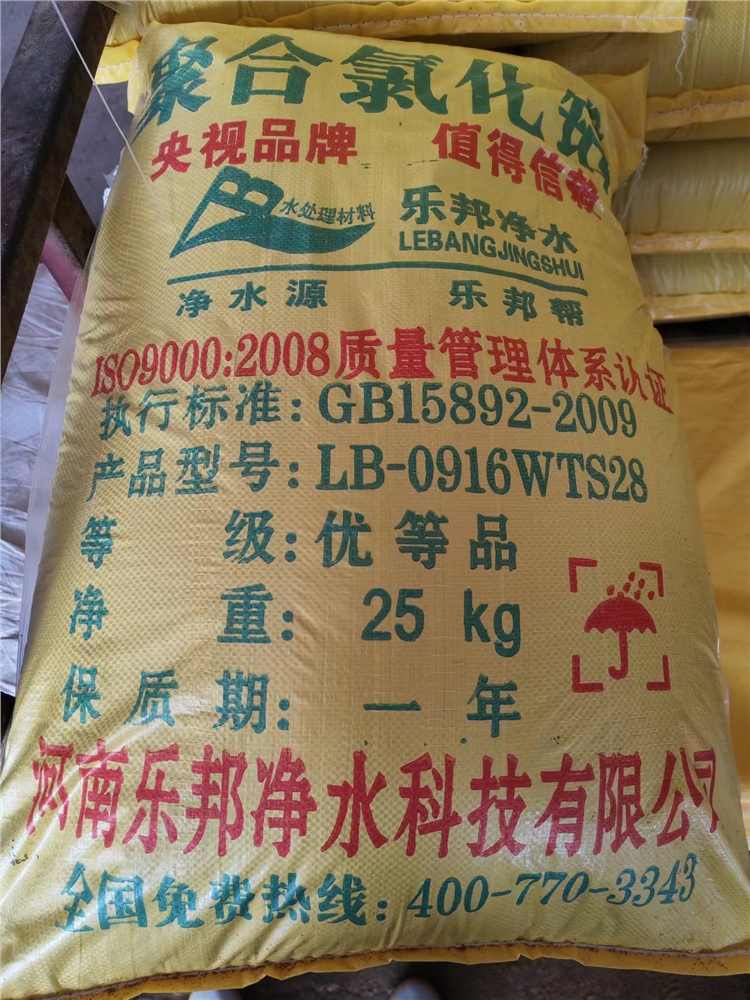 聚合氯化铝
央视品牌 值得信赖
水处理材料 乐邦净水
LEBANGJINGSHUI
净水源 乐邦帮
ISO9000:2008质量管理体系认证
执行标准:GB15892-2009
产品型号:LB-0916WTS28
等 级:优等品
净 重: 25 kg
保质期:一年
河南乐邦净水科技有限公司
全国免费热线:400-770-3343